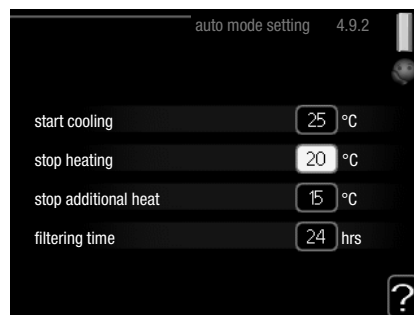 auto mode setting 4.9.2
start cooling 25 °C
stop heating 20 °C
stop additional heat 15 °C
filtering time 24 hrs
?